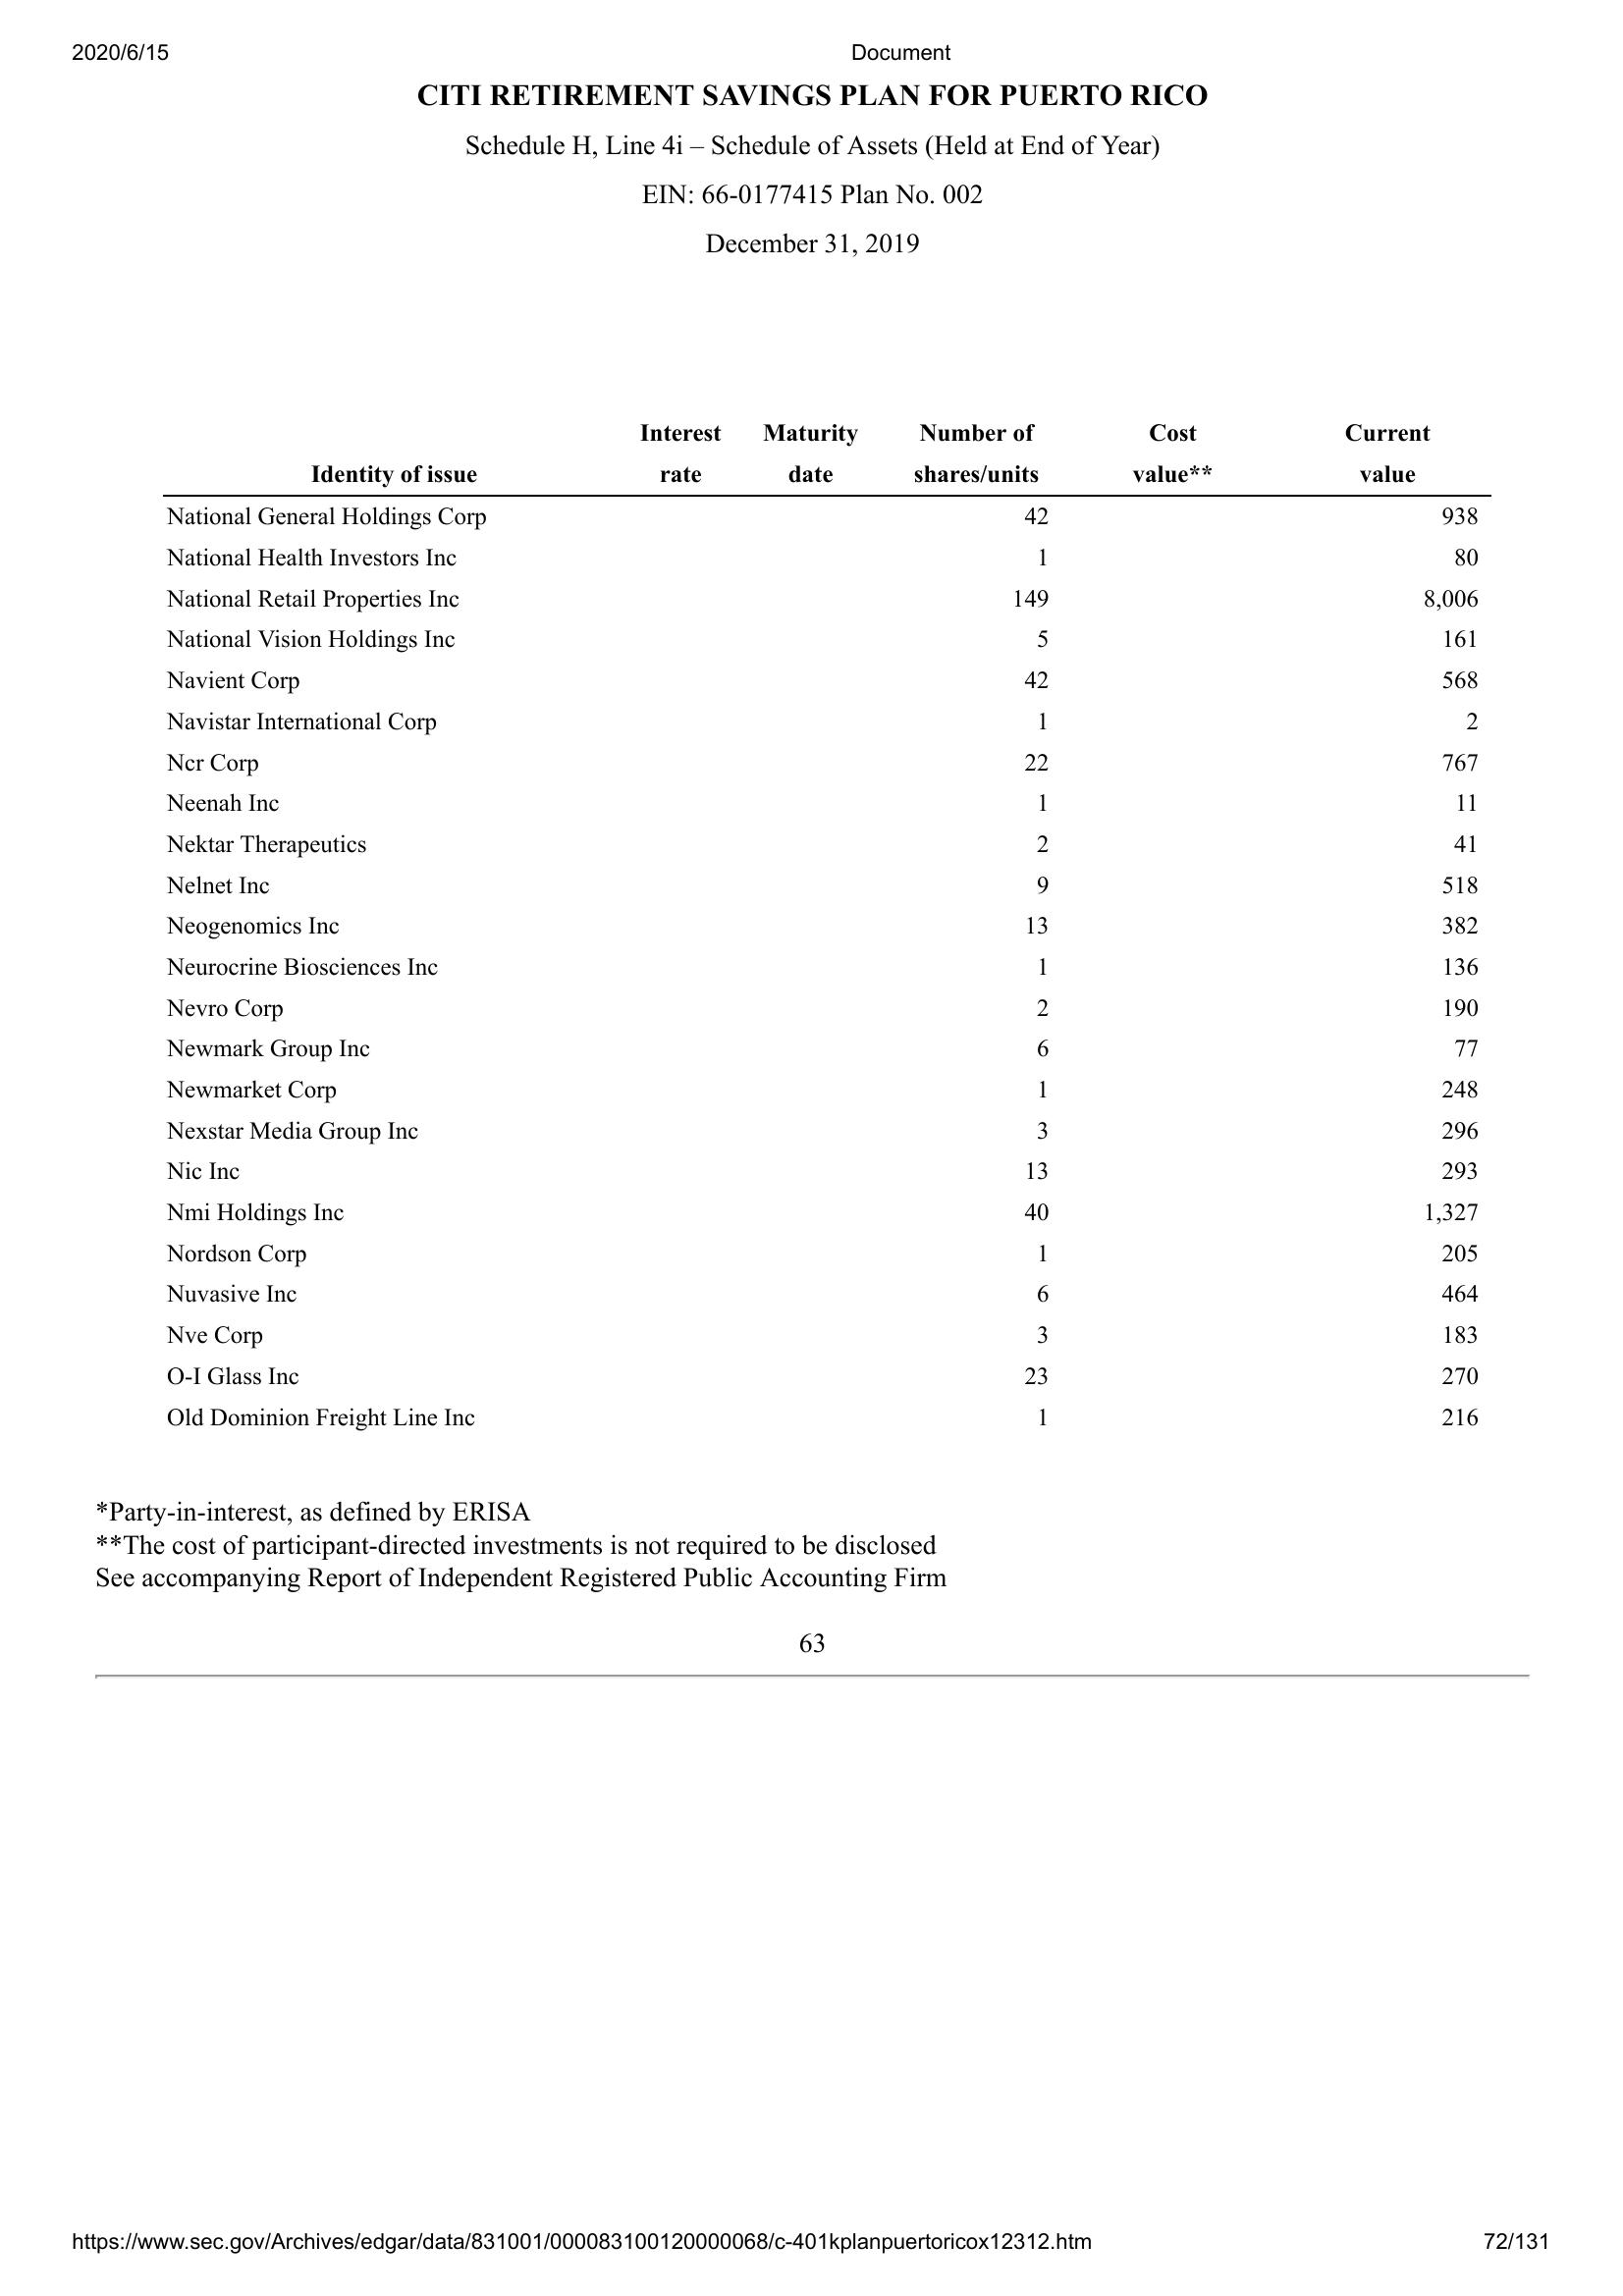 2020/6/15 Document
CITI RETIREMENT SAVINGS PLAN FOR PUERTO RICO
Schedule H, Line 4i – Schedule of Assets (Held at End of Year)
EIN: 66-0177415 Plan No. 002
December 31, 2019
Interest Maturity Number of Cost Current
Identity of issue rate date shares/units value** value
National General Holdings Corp 42 938
National Health Investors Inc 1 80
National Retail Properties Inc 149 8,006
National Vision Holdings Inc 5 161
Navient Corp 42 568
Navistar International Corp 1 2
Ncr Corp 22 767
Neenah Inc 1 11
Nektar Therapeutics 2 41
Nelnet Inc 9 518
Neogenomics Inc 13 382
Neurocrine Biosciences Inc 1 136
Nevro Corp 2 190
Newmark Group Inc 6 77
Newmarket Corp 1 248
Nexstar Media Group Inc 3 296
Nic Inc 13 293
Nmi Holdings Inc 40 1,327
Nordson Corp 1 205
Nuvasive Inc 6 464
Nve Corp 3 183
O-I Glass Inc 23 270
Old Dominion Freight Line Inc 1 216
*Party-in-interest, as defined by ERISA
**The cost of participant-directed investments is not required to be disclosed
See accompanying Report of Independent Registered Public Accounting Firm
63
https://www.sec.gov/Archives/edgar/data/831001/000083100120000068/c-401kplanpuertoricox12312.htm 72/131